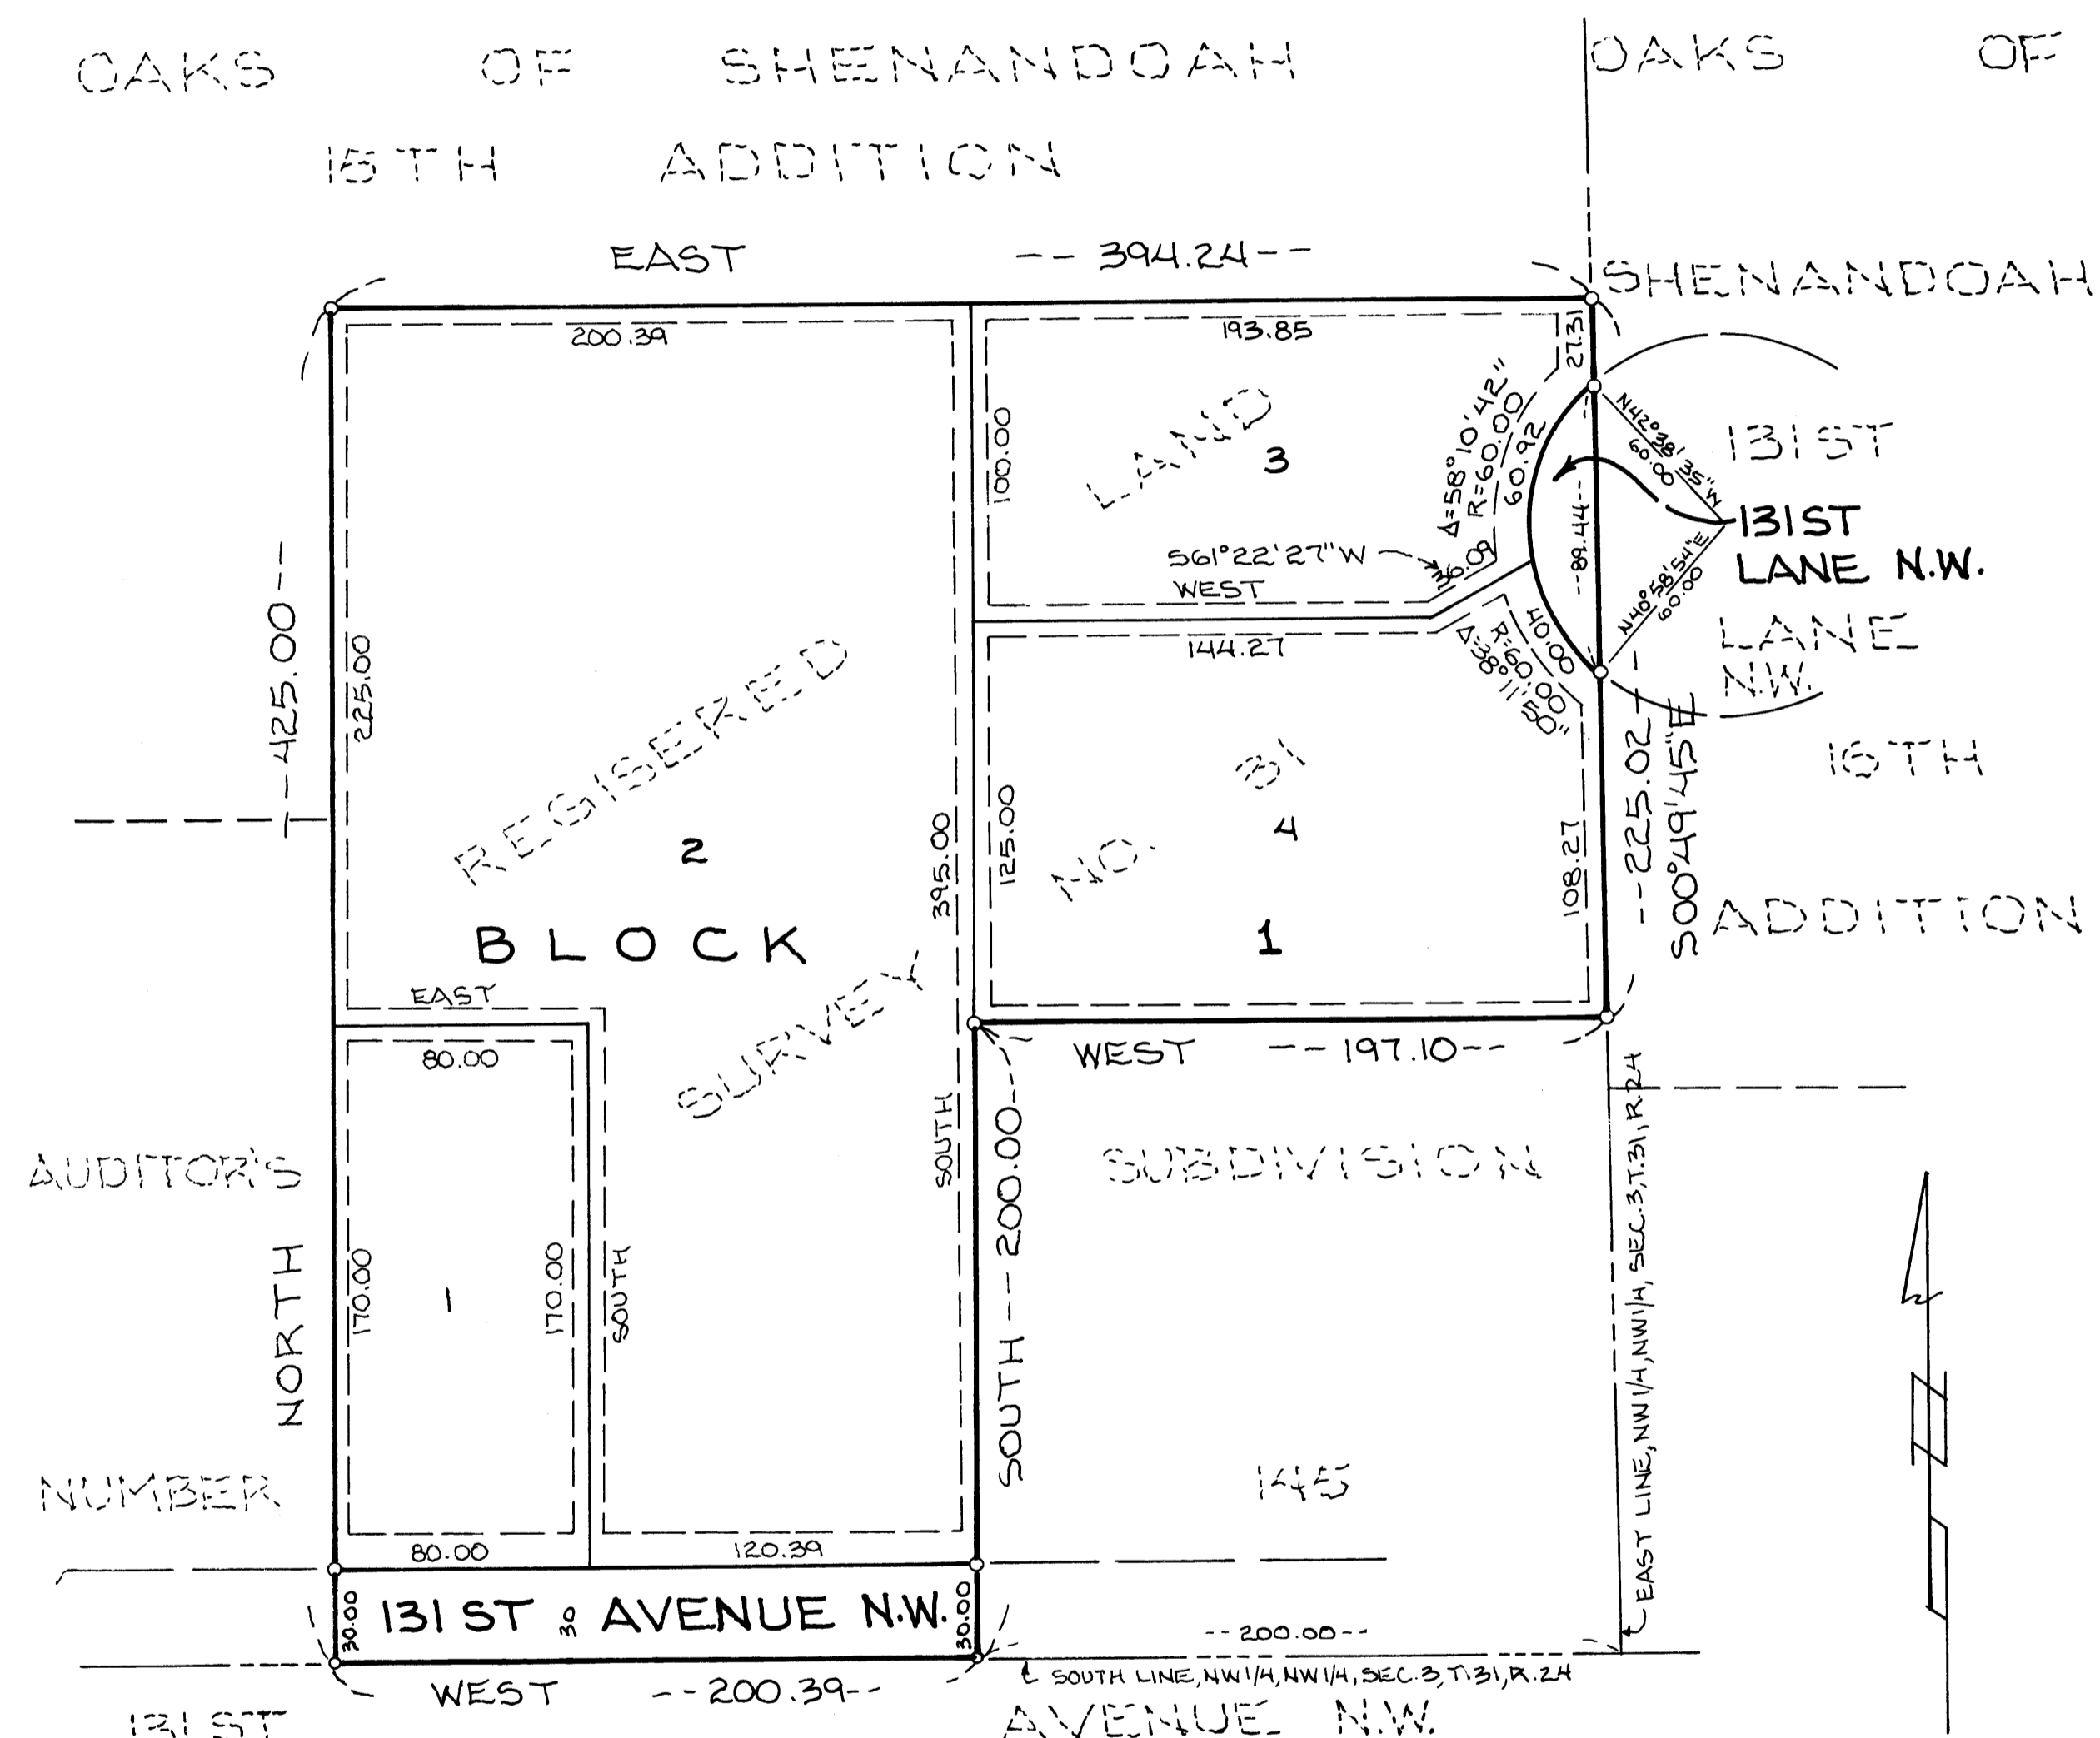 OAKS OF SHENANDOAH
16TH ADDITION
OAKS OF
SHENANDOAH
EAST --394.24--
200.39
193.85
27.31
100.00
LAND
3
Δ=58°10'42"
R=60.00
60.92
S61°22'27"W
36.09
WEST
N42°38'35"W
60.00
--89.44--
N40°58'54"E
60.00
131ST
131ST
LANE N.W.
LANE
N.W.
16TH
ADDITION
--425.00--
225.00
144.27
40.00
R=60.00
Δ=38°11'50"
REGISERED
31
NO.
2
395.00
125.00
4
108.27
--225.02--
S00°49'45"E
BLOCK
1
SURVEY
EAST
80.00
WEST --197.10--
SOUTH
SOUTH--200.00--
AUDITOR'S
SUBDIVISION
NORTH
170.00
1
170.00
SOUTH
EAST LINE, NW1/4, NW1/4, SEC.3, T.31, R.24
NUMBER
145
80.00
120.39
30.00
131ST 30 AVENUE N.W.
30.00
--200.00--
SOUTH LINE, NW1/4, NW1/4, SEC.3, T.31, R.24
WEST --200.39--
131ST
AVENUE N.W.